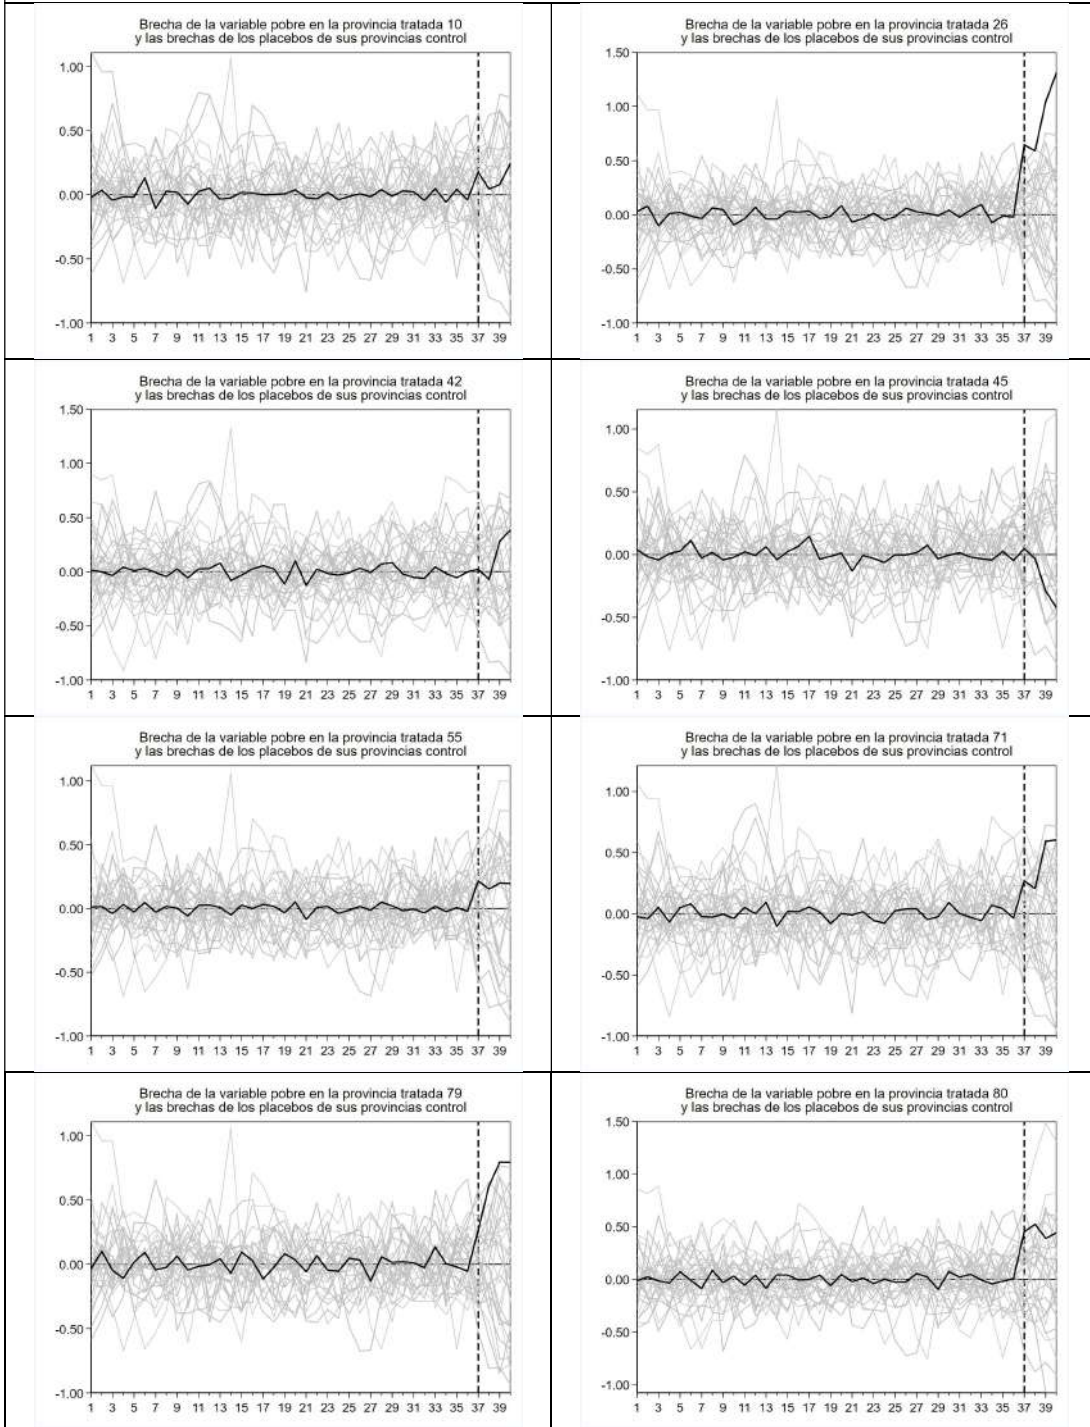 Brecha de la variable pobre en la provincia tratada 10
y las brechas de los placebos de sus provincias control
1.00
0.50
0.00
-0.50
-1.00
1 3 5 7 9 11 13 15 17 19 21 23 25 27 29 31 33 35 37 39
Brecha de la variable pobre en la provincia tratada 26
y las brechas de los placebos de sus provincias control
1.50
1.00
0.50
0.00
-0.50
-1.00
1 3 5 7 9 11 13 15 17 19 21 23 25 27 29 31 33 35 37 39
Brecha de la variable pobre en la provincia tratada 42
y las brechas de los placebos de sus provincias control
1.50
1.00
0.50
0.00
-0.50
-1.00
1 3 5 7 9 11 13 15 17 19 21 23 25 27 29 31 33 35 37 39
Brecha de la variable pobre en la provincia tratada 45
y las brechas de los placebos de sus provincias control
1.00
0.50
0.00
-0.50
-1.00
1 3 5 7 9 11 13 15 17 19 21 23 25 27 29 31 33 35 37 39
Brecha de la variable pobre en la provincia tratada 55
y las brechas de los placebos de sus provincias control
1.00
0.50
0.00
-0.50
-1.00
1 3 5 7 9 11 13 15 17 19 21 23 25 27 29 31 33 35 37 39
Brecha de la variable pobre en la provincia tratada 71
y las brechas de los placebos de sus provincias control
1.00
0.50
0.00
-0.50
-1.00
1 3 5 7 9 11 13 15 17 19 21 23 25 27 29 31 33 35 37 39
Brecha de la variable pobre en la provincia tratada 79
y las brechas de los placebos de sus provincias control
1.00
0.50
0.00
-0.50
-1.00
1 3 5 7 9 11 13 15 17 19 21 23 25 27 29 31 33 35 37 39
Brecha de la variable pobre en la provincia tratada 80
y las brechas de los placebos de sus provincias control
1.50
1.00
0.50
0.00
-0.50
-1.00
1 3 5 7 9 11 13 15 17 19 21 23 25 27 29 31 33 35 37 39